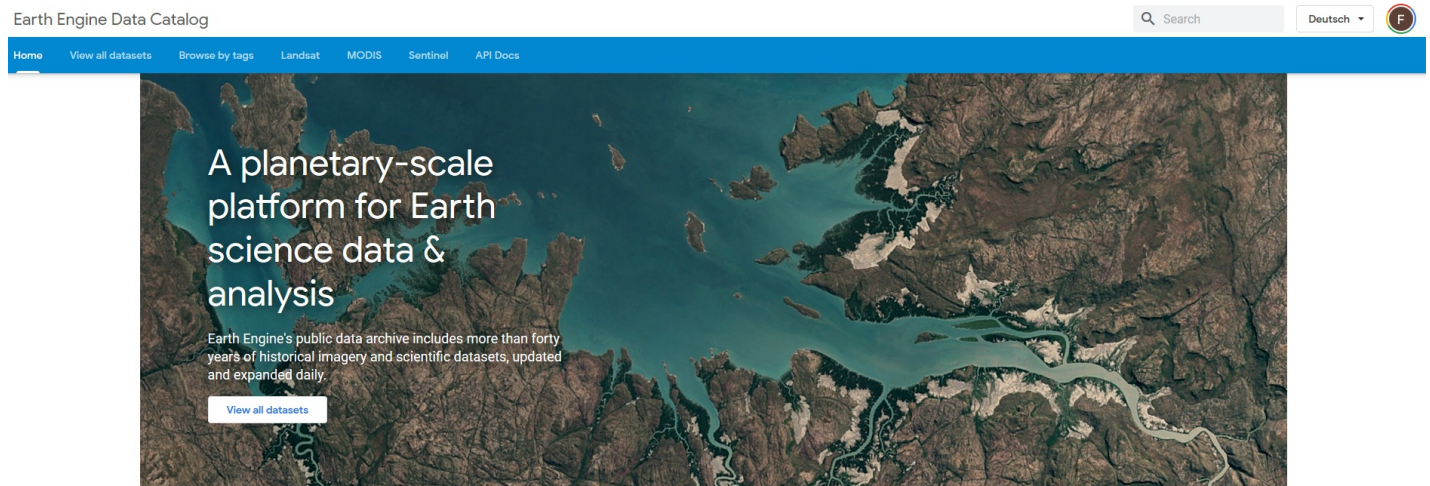 Earth Engine Data Catalog
Search
Deutsch
F
Home View all datasets Browse by tags Landsat MODIS Sentinel API Docs
A planetary-scale
platform for Earth
science data &
analysis
Earth Engine's public data archive includes more than forty
years of historical imagery and scientific datasets, updated
and expanded daily.
View all datasets